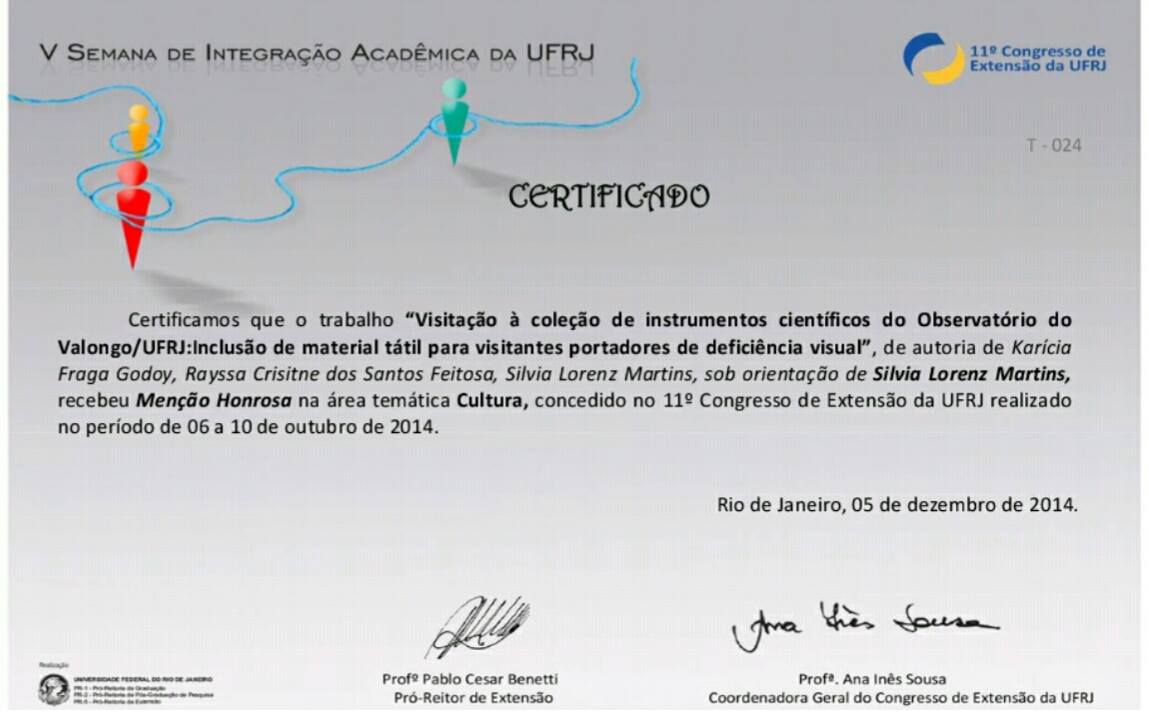 V SEMANA DE INTEGRAÇÃO ACADÊMICA DA UFRJ
11º Congresso de
Extensão da UFRJ
T - 024
CERTIFICADO
Certificamos que o trabalho “Visitação à coleção de instrumentos científicos do Observatório do
Valongo/UFRJ:Inclusão de material tátil para visitantes portadores de deficiência visual”, de autoria de Karícia
Fraga Godoy, Rayssa Crisitne dos Santos Feitosa, Silvia Lorenz Martins, sob orientação de Silvia Lorenz Martins,
recebeu Menção Honrosa na área temática Cultura, concedido no 11º Congresso de Extensão da UFRJ realizado
no período de 06 a 10 de outubro de 2014.
Rio de Janeiro, 05 de dezembro de 2014.
Ana Inês Sousa
Profº Pablo Cesar Benetti
Pró-Reitor de Extensão
Profª. Ana Inês Sousa
Coordenadora Geral do Congresso de Extensão da UFRJ
Realização
UNIVERSIDADE FEDERAL DO RIO DE JANEIRO
PR-1 - Pró-Reitoria de Graduação
PR-2 - Pró-Reitoria de Pós-Graduação de Pesquisa
PR-5 - Pró-Reitoria de Extensão